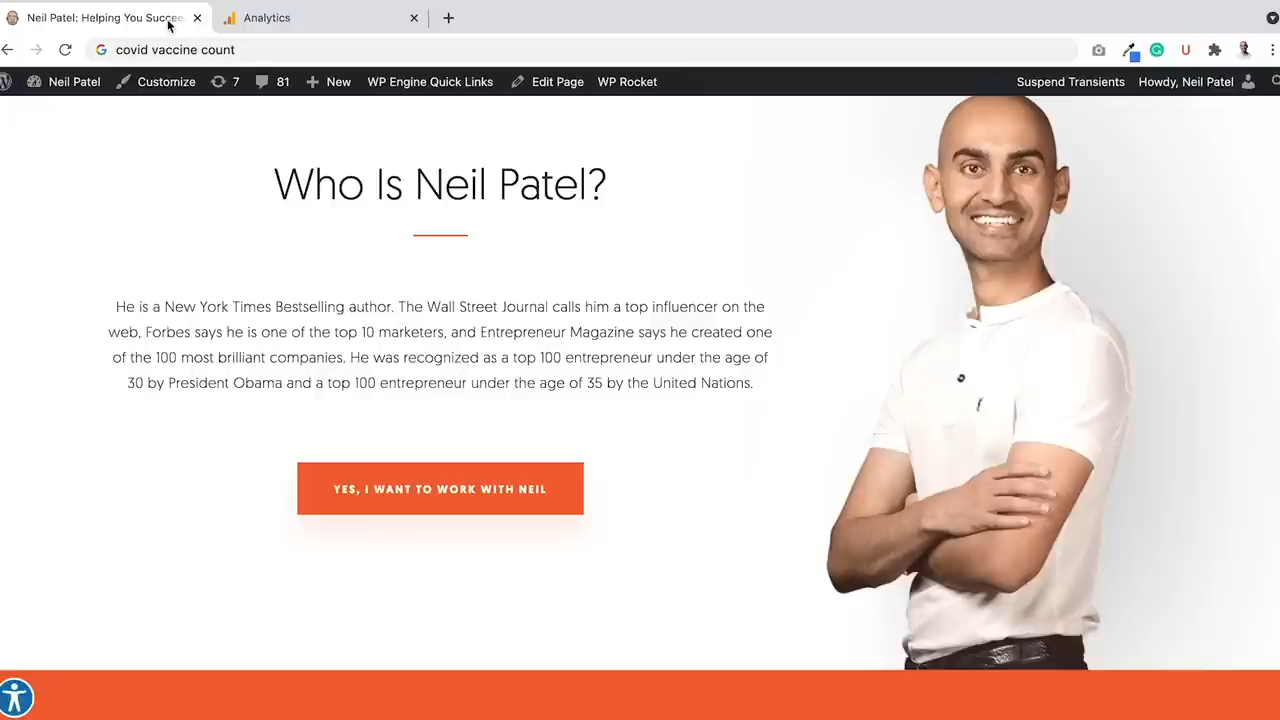 Neil Patel: Helping You Succee
Analytics
covid vaccine count
Neil Patel
Customize
7
81
New
WP Engine Quick Links
Edit Page
WP Rocket
Suspend Transients
Howdy, Neil Patel
Who Is Neil Patel?
He is a New York Times Bestselling author. The Wall Street Journal calls him a top influencer on the
web, Forbes says he is one of the top 10 marketers, and Entrepreneur Magazine says he created one
of the 100 most brilliant companies. He was recognized as a top 100 entrepreneur under the age of
30 by President Obama and a top 100 entrepreneur under the age of 35 by the United Nations.
YES, I WANT TO WORK WITH NEIL